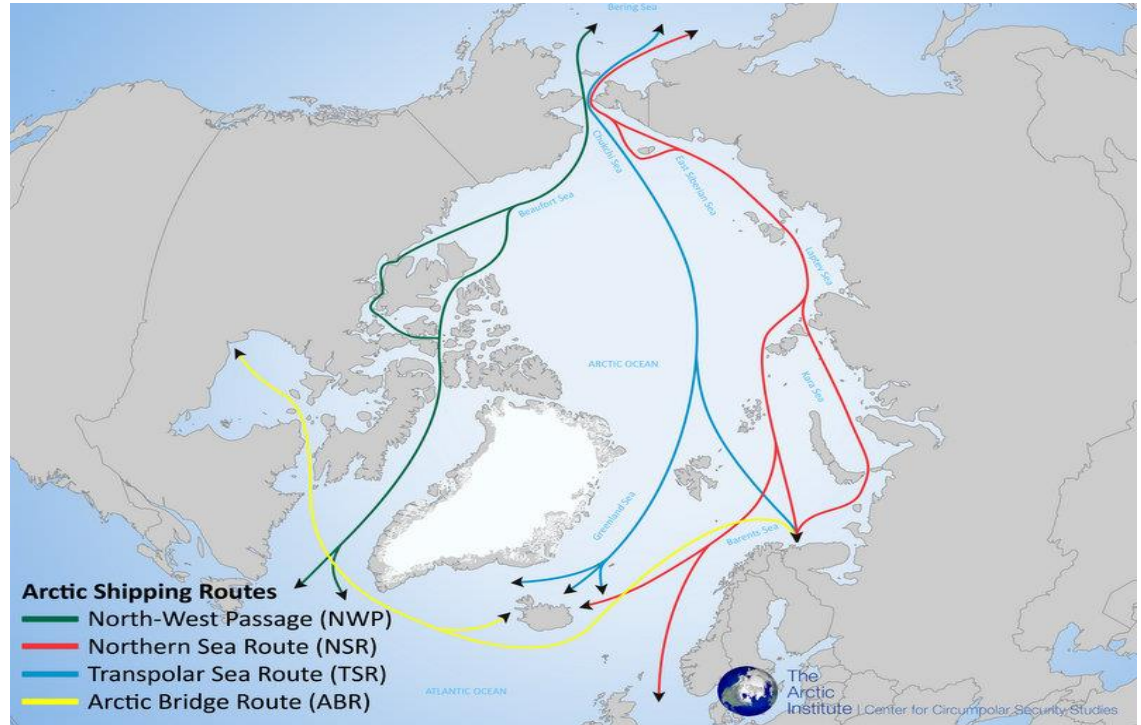 Bering Sea
Chukchi Sea
East Siberian Sea
Beaufort Sea
Laptev Sea
ARCTIC OCEAN
Kara Sea
Greenland Sea
Barents Sea
Arctic Shipping Routes
North-West Passage (NWP)
Northern Sea Route (NSR)
Transpolar Sea Route (TSR)
Arctic Bridge Route (ABR)
ATLANTIC OCEAN
The
Arctic
Institute | Center for Circumpolar Security Studies